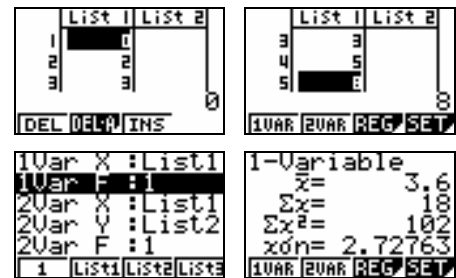 List 1 List 2
1 0
2 2
3 3
0
DEL DEL·A INS
List 1 List 2
3 3
4 5
5 8
8
1VAR 2VAR REG SET
1Var X :List1
1Var F :1
2Var X :List1
2Var Y :List2
2Var F :1
1 List1 List2 List3
1-Variable
x̄= 3.6
Σx= 18
Σx²= 102
xσn= 2.72763
1VAR 2VAR REG SET